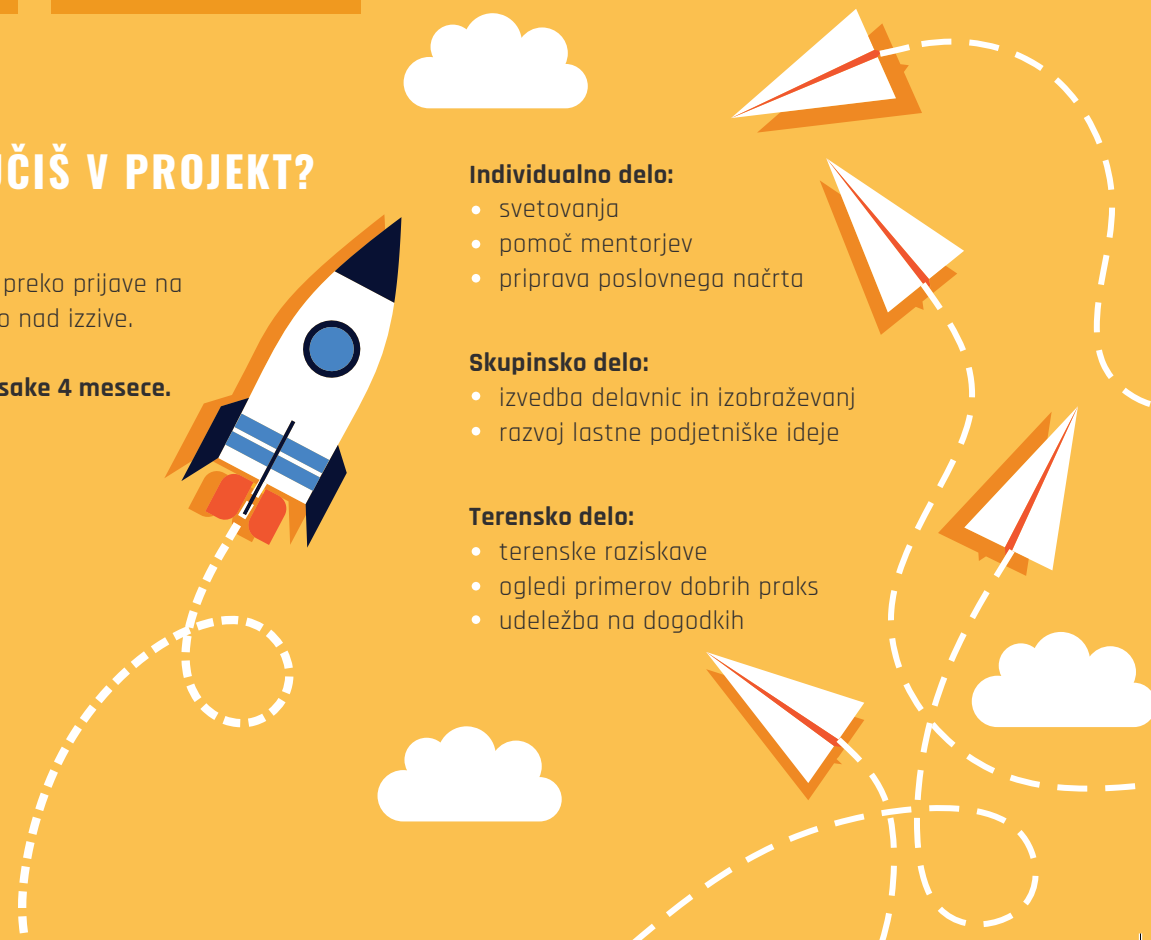 UČIŠ V PROJEKT?
preko prijave na
nad izzive.
sake 4 mesece.
Individualno delo:
svetovanja
pomoč mentorjev
priprava poslovnega načrta
Skupinsko delo:
izvedba delavnic in izobraževanj
razvoj lastne podjetniške ideje
Terensko delo:
terenske raziskave
ogledi primerov dobrih praks
udeležba na dogodkih